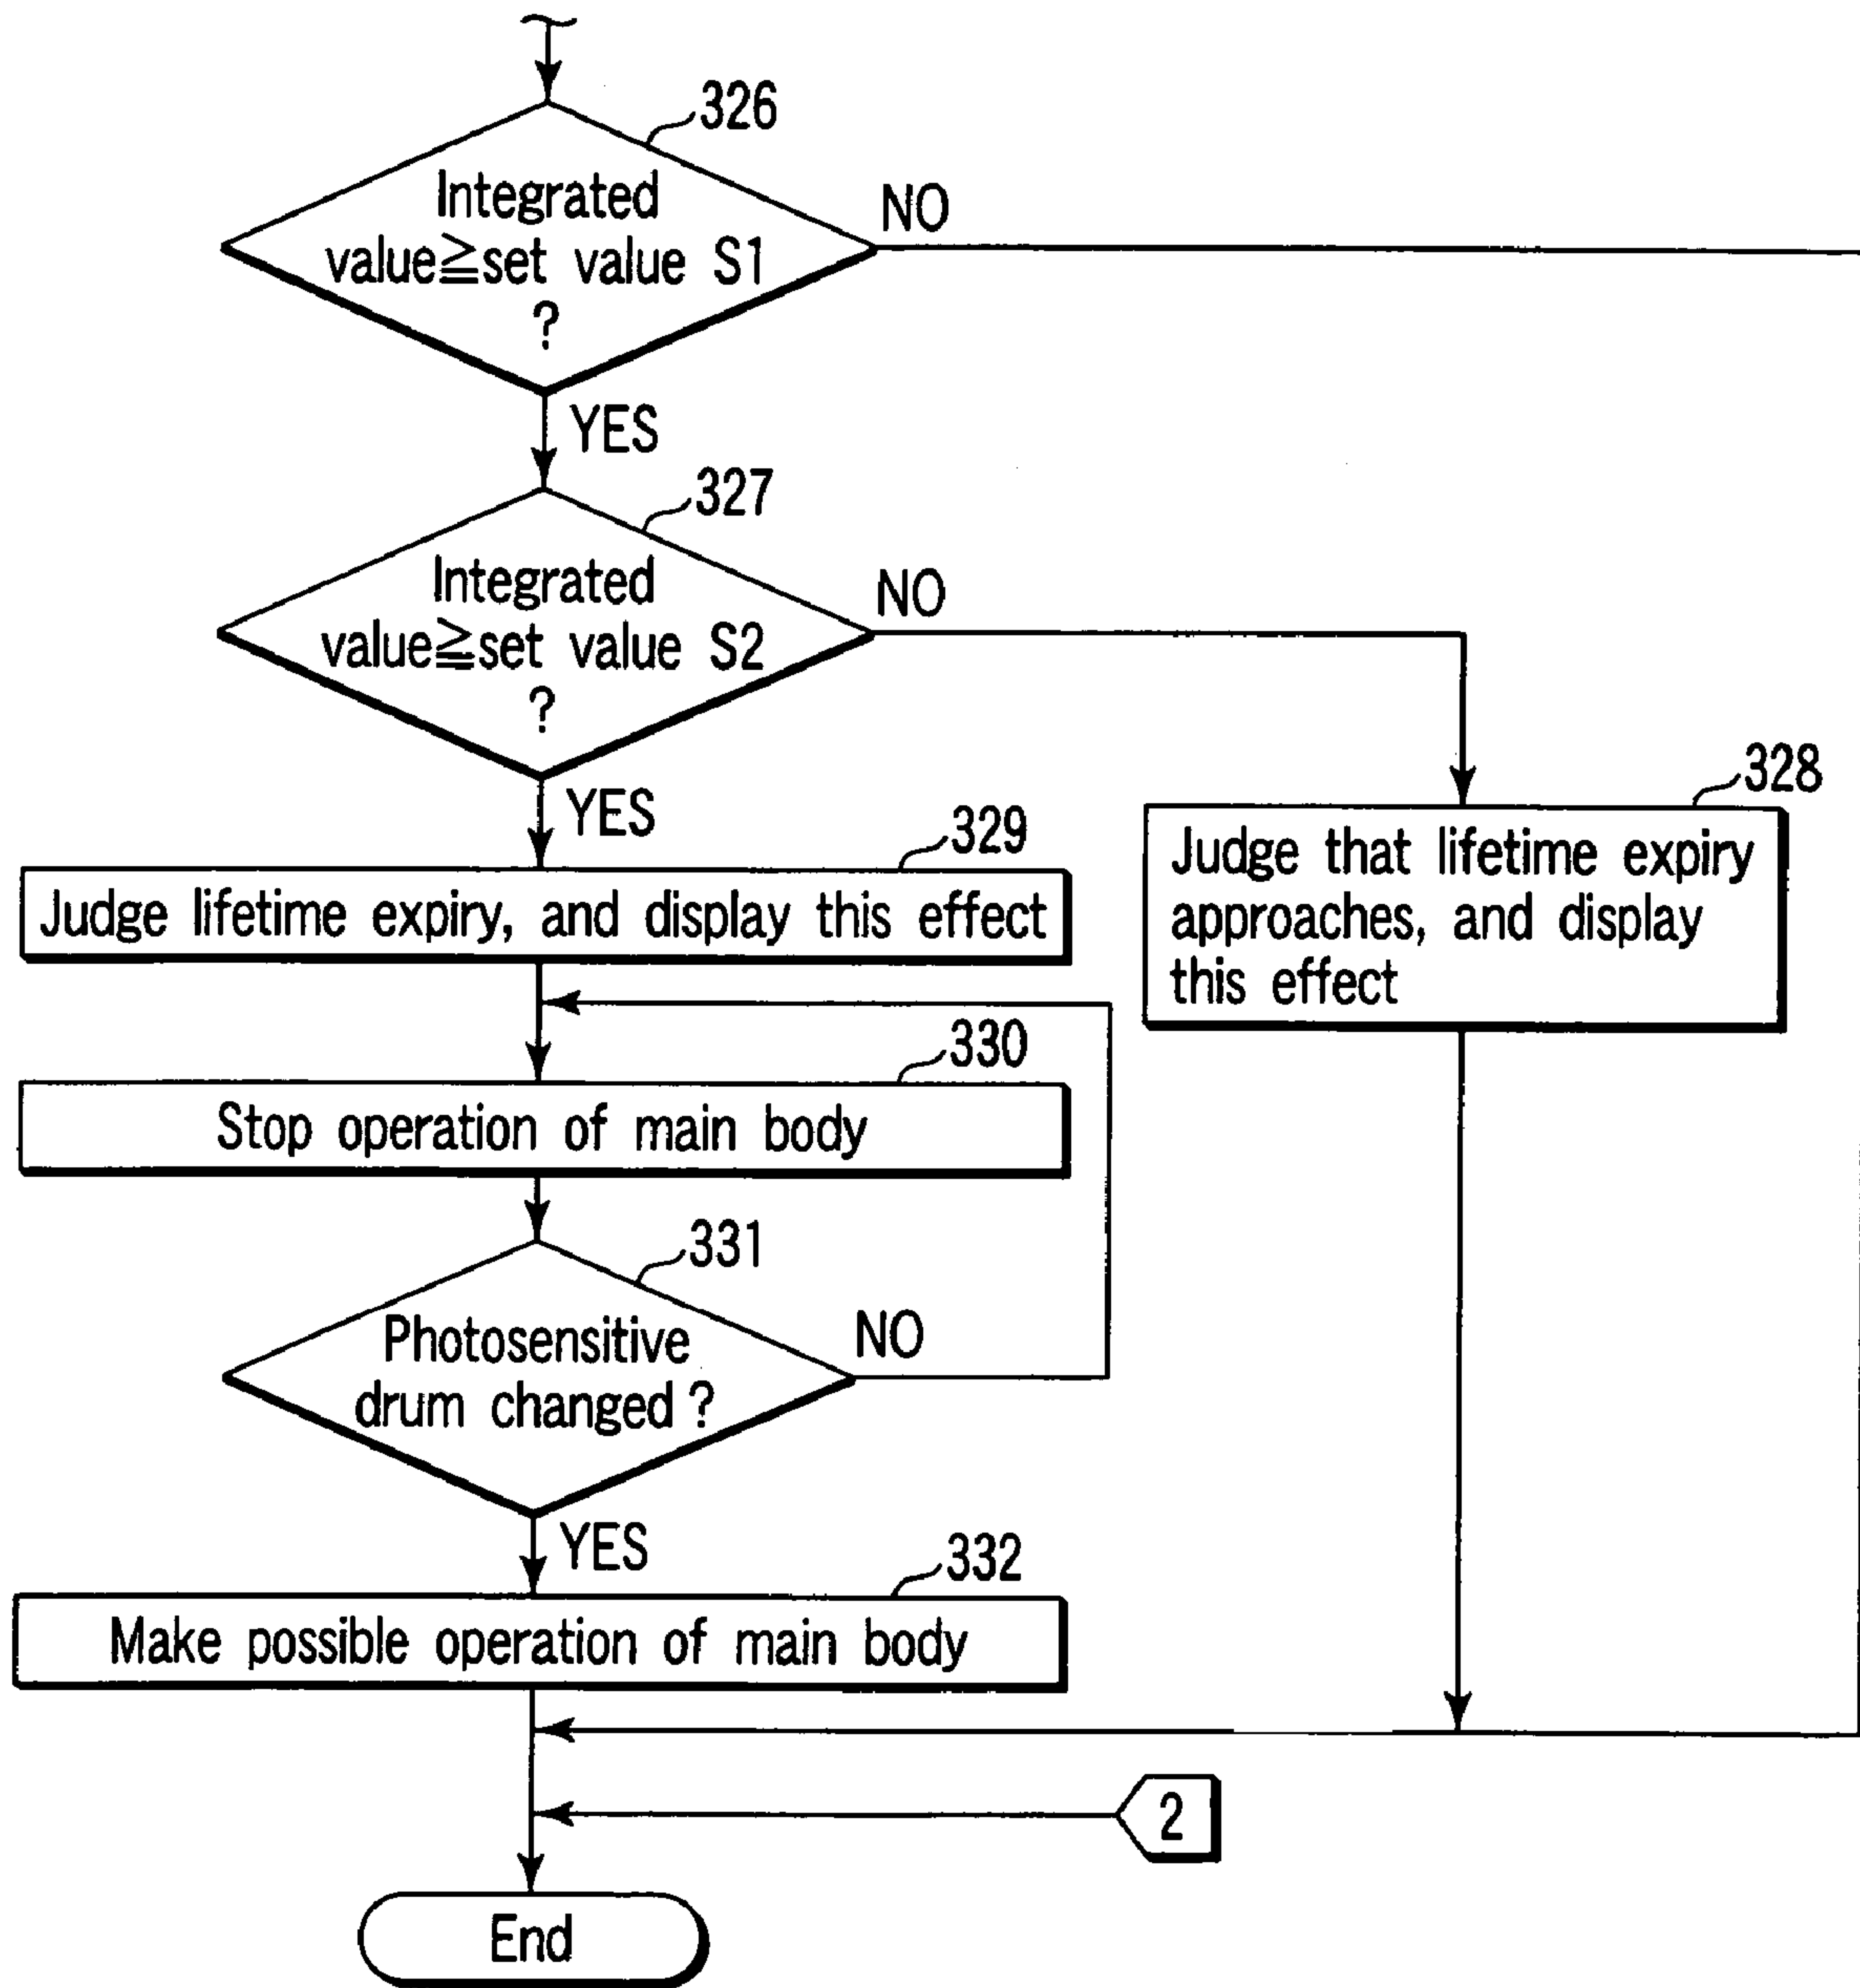 326
Integrated
value≧set value S1
?
NO
YES
327
Integrated
value≧set value S2
?
NO
YES
328
Judge that lifetime expiry
approaches, and display
this effect
329
Judge lifetime expiry, and display this effect
330
Stop operation of main body
331
Photosensitive
drum changed ?
NO
YES
332
Make possible operation of main body
2
End